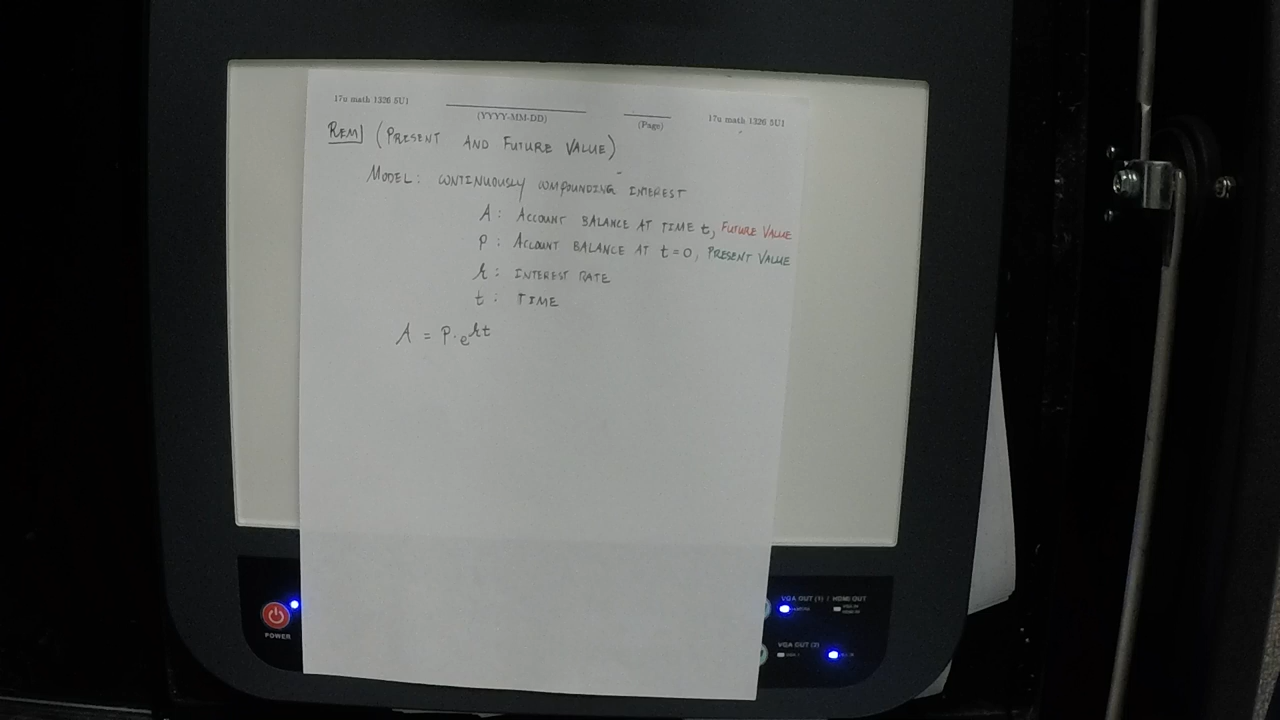 17u math 1326 5U1
(YYYY-MM-DD)
(Page)
17u math 1326 5U1
REM (PRESENT AND FUTURE VALUE)
MODEL: CONTINUOUSLY COMPOUNDING INTEREST
A: ACCOUNT BALANCE AT TIME t, FUTURE VALUE
P: ACCOUNT BALANCE AT t=0, PRESENT VALUE
r: INTEREST RATE
t: TIME
A = P·e^rt
POWER
VGA OUT (1) / HDMI OUT
VGA OUT (2)